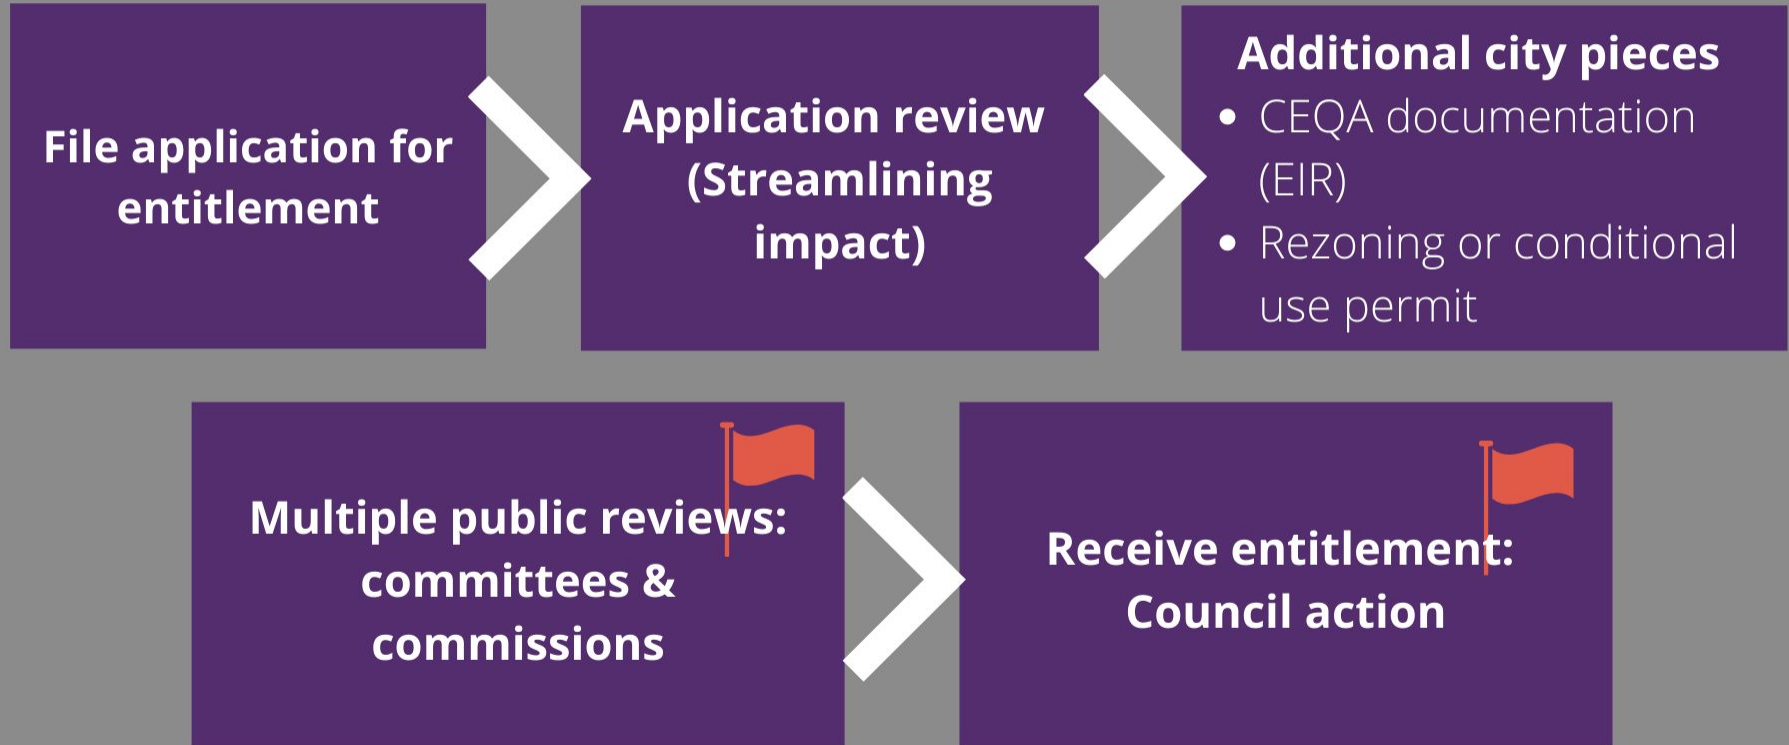 File application for
entitlement
Application review
(Streamlining
impact)
Additional city pieces
• CEQA documentation
(EIR)
• Rezoning or conditional
use permit
Multiple public reviews:
committees &
commissions
Receive entitlement:
Council action